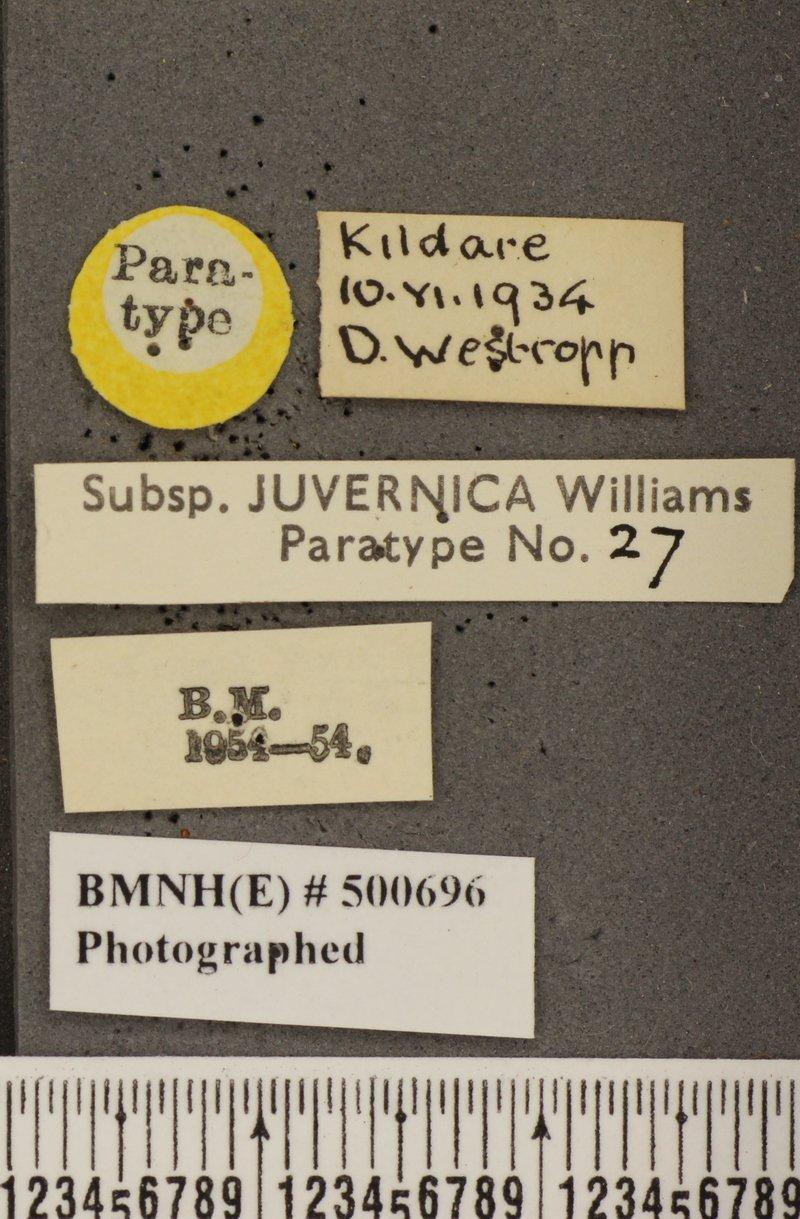 Para-
type
Kildare
10.VI.1934
D. Westropp
Subsp. JUVERNICA Williams
Paratype No. 27
B.M.
1954—54.
BMNH(E) # 500696
Photographed
123456789 123456789 123456789